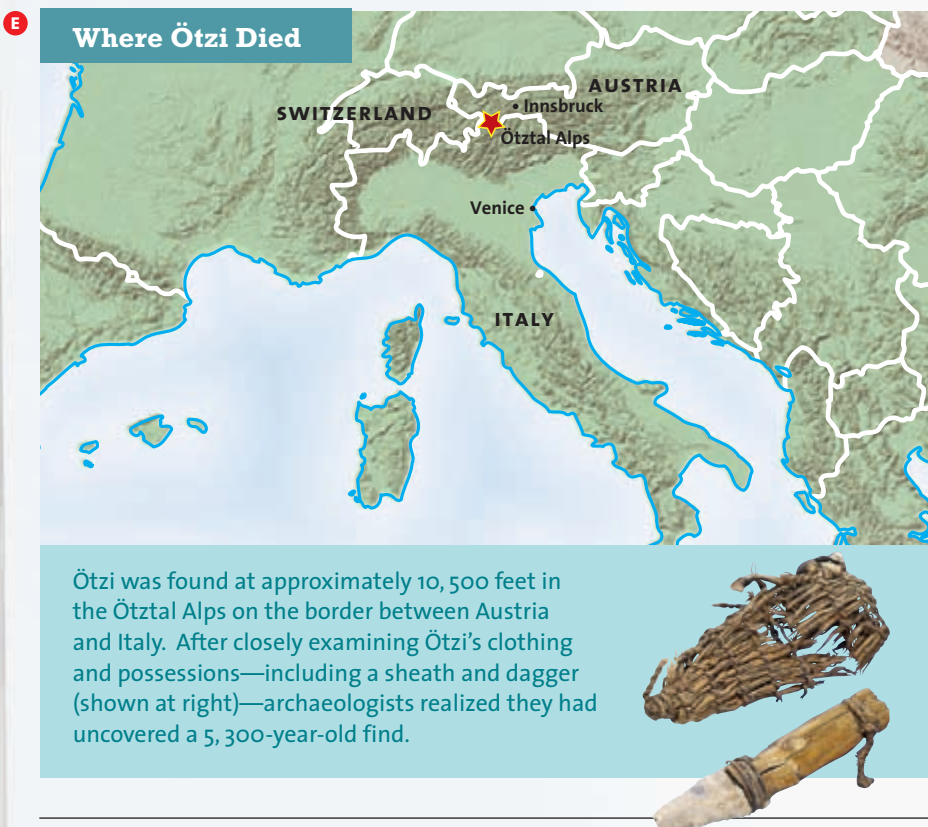 E
Where Ötzi Died
AUSTRIA
SWITZERLAND
Innsbruck
Ötztal Alps
Venice
ITALY
Ötzi was found at approximately 10, 500 feet in
the Ötztal Alps on the border between Austria
and Italy. After closely examining Ötzi's clothing
and possessions—including a sheath and dagger
(shown at right)—archaeologists realized they had
uncovered a 5, 300-year-old find.